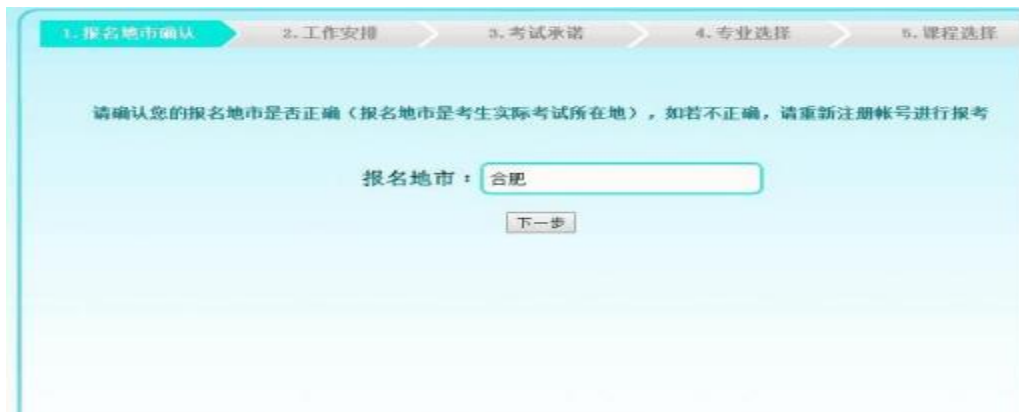 1.报名地市确认
2.工作安排
3.考试承诺
4.专业选择
5.课程选择
请确认您的报名地市是否正确（报名地市是考生实际考试所在地），如若不正确，请重新注册帐号进行报考
报名地市：合肥
下一步